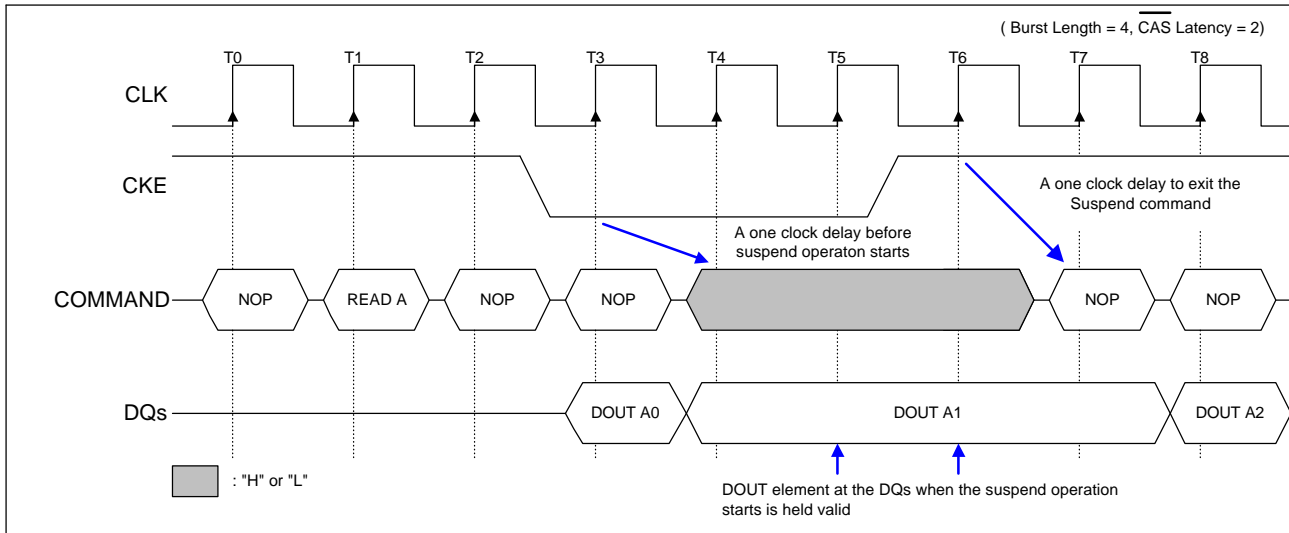 ( Burst Length = 4, CAS Latency = 2)
T0 T1 T2 T3 T4 T5 T6 T7 T8
CLK
CKE
A one clock delay to exit the
Suspend command
A one clock delay before
suspend operaton starts
COMMAND
NOP READ A NOP NOP NOP NOP
DQs
DOUT A0 DOUT A1 DOUT A2
: "H" or "L"
DOUT element at the DQs when the suspend operation
starts is held valid